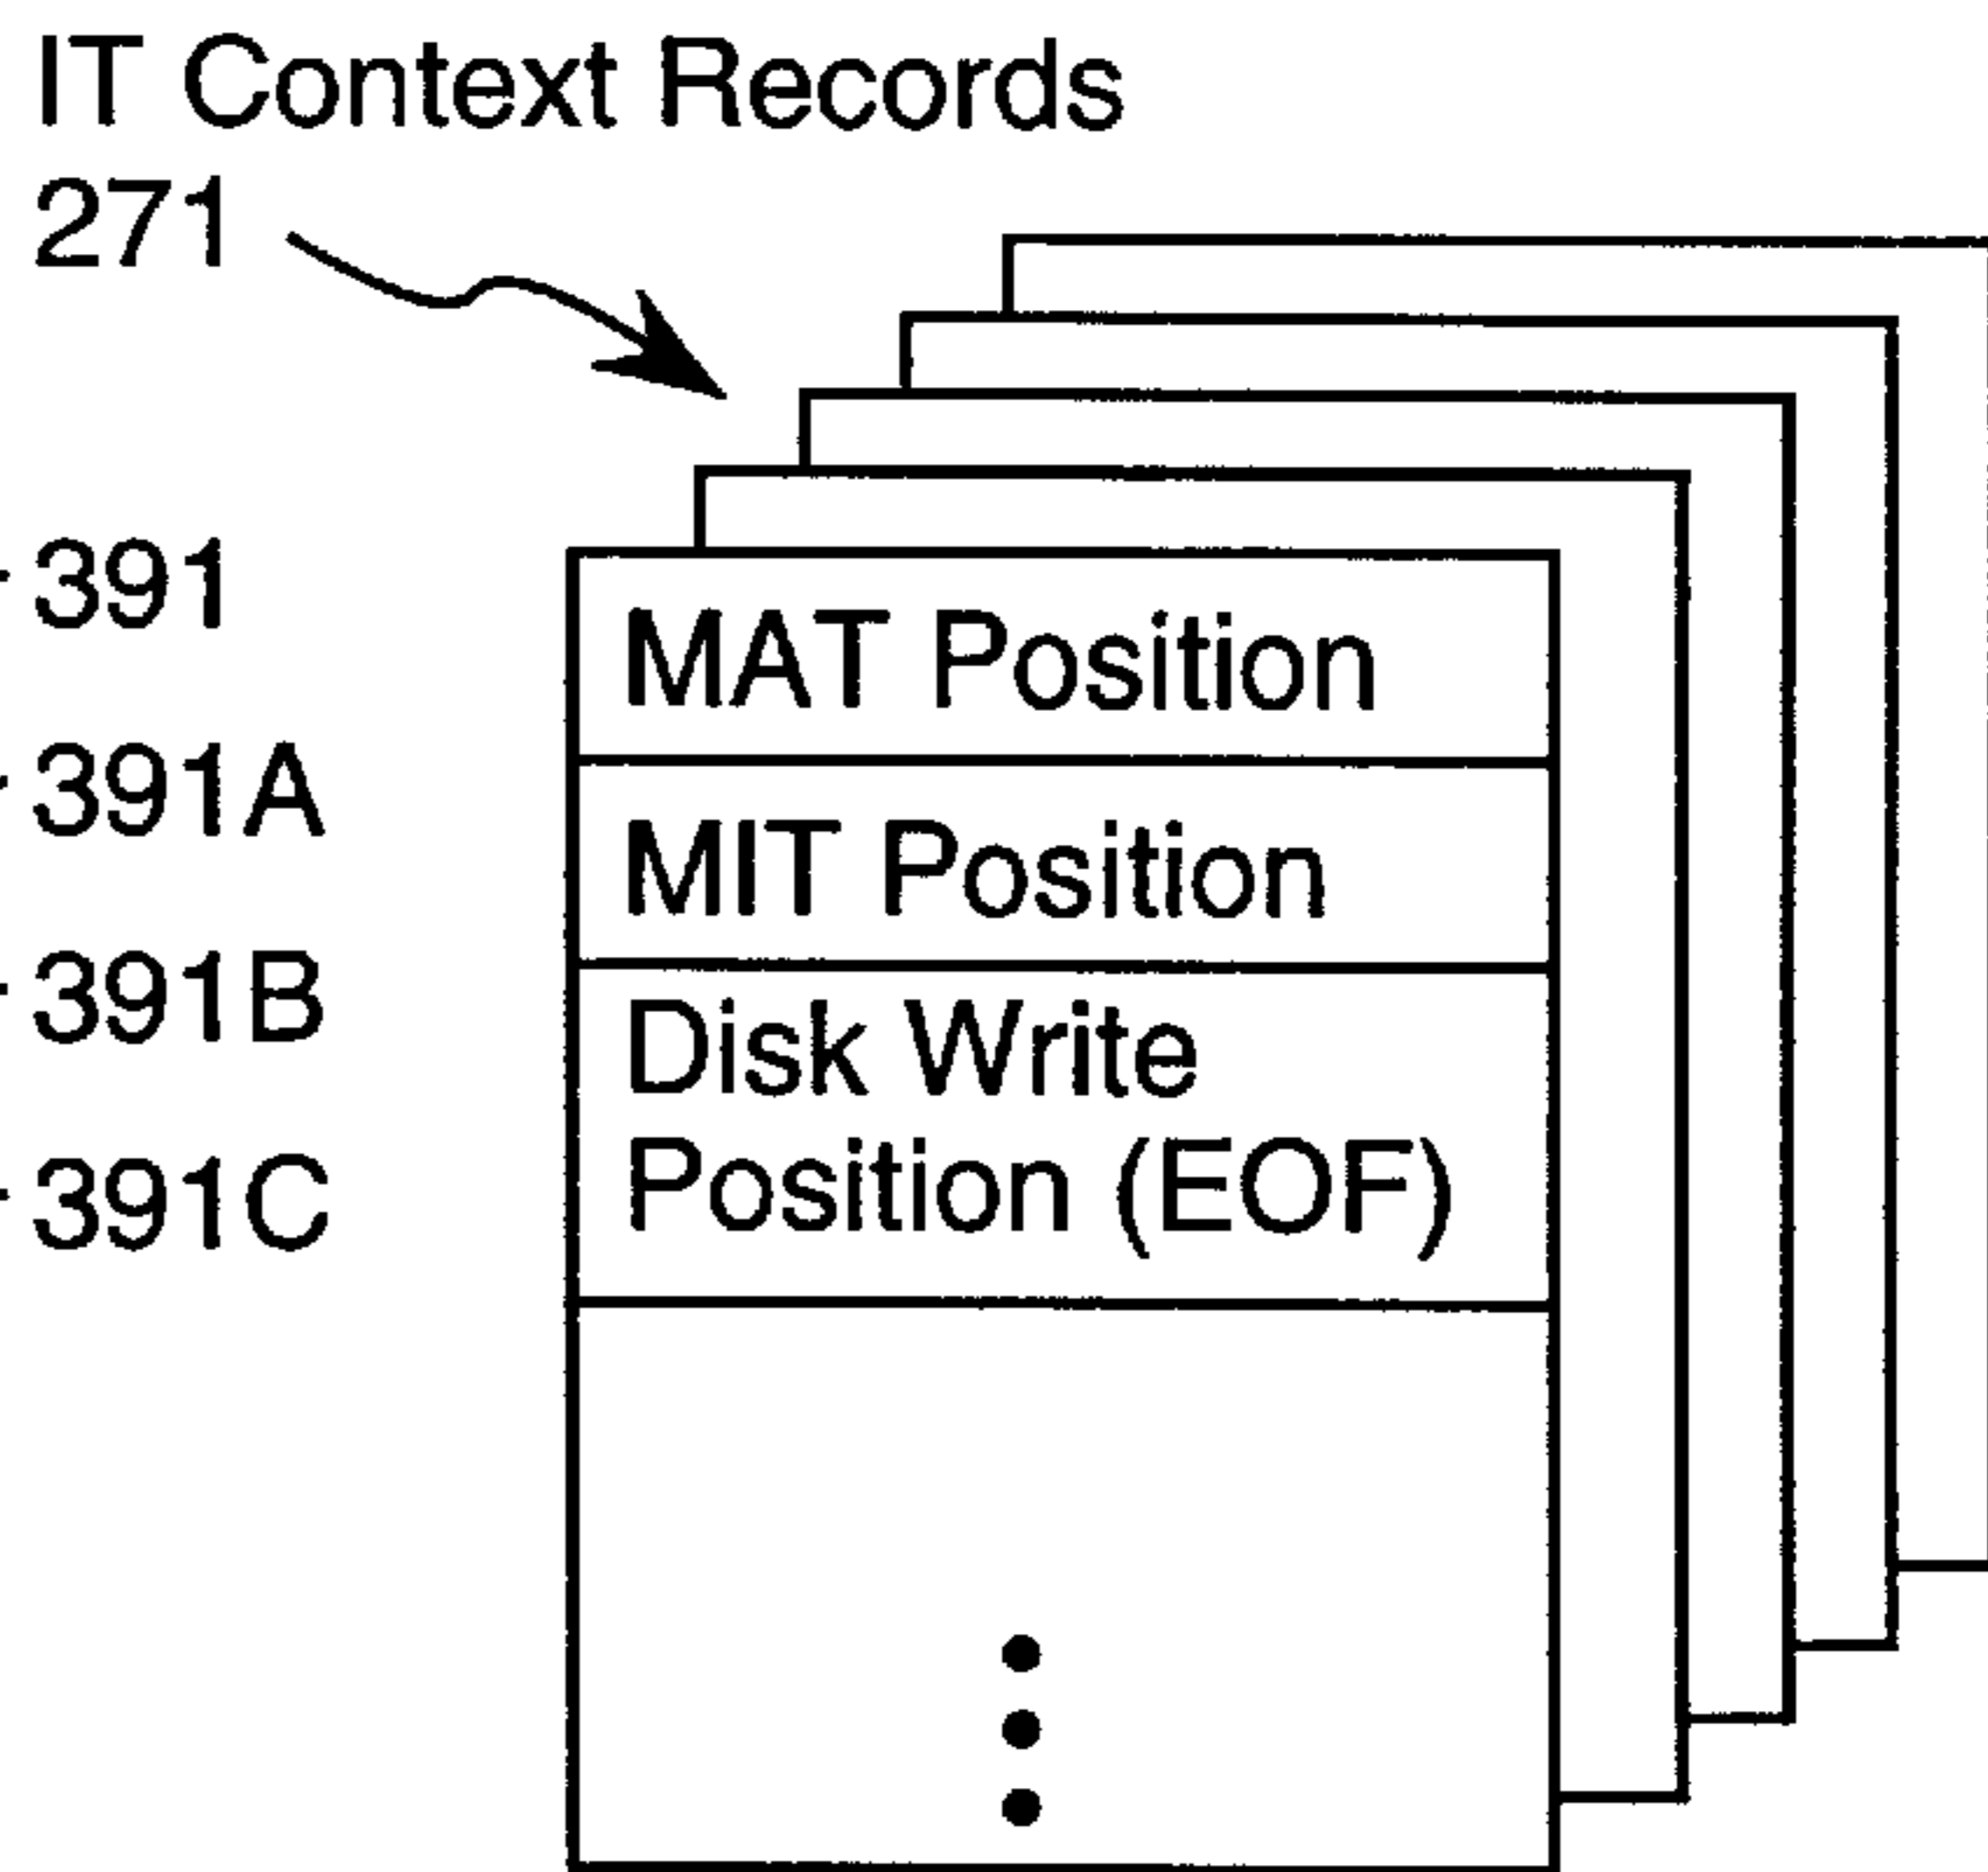 IT Context Records
271
391
391A
391B
391C
MAT Position
MIT Position
Disk Write
Position (EOF)